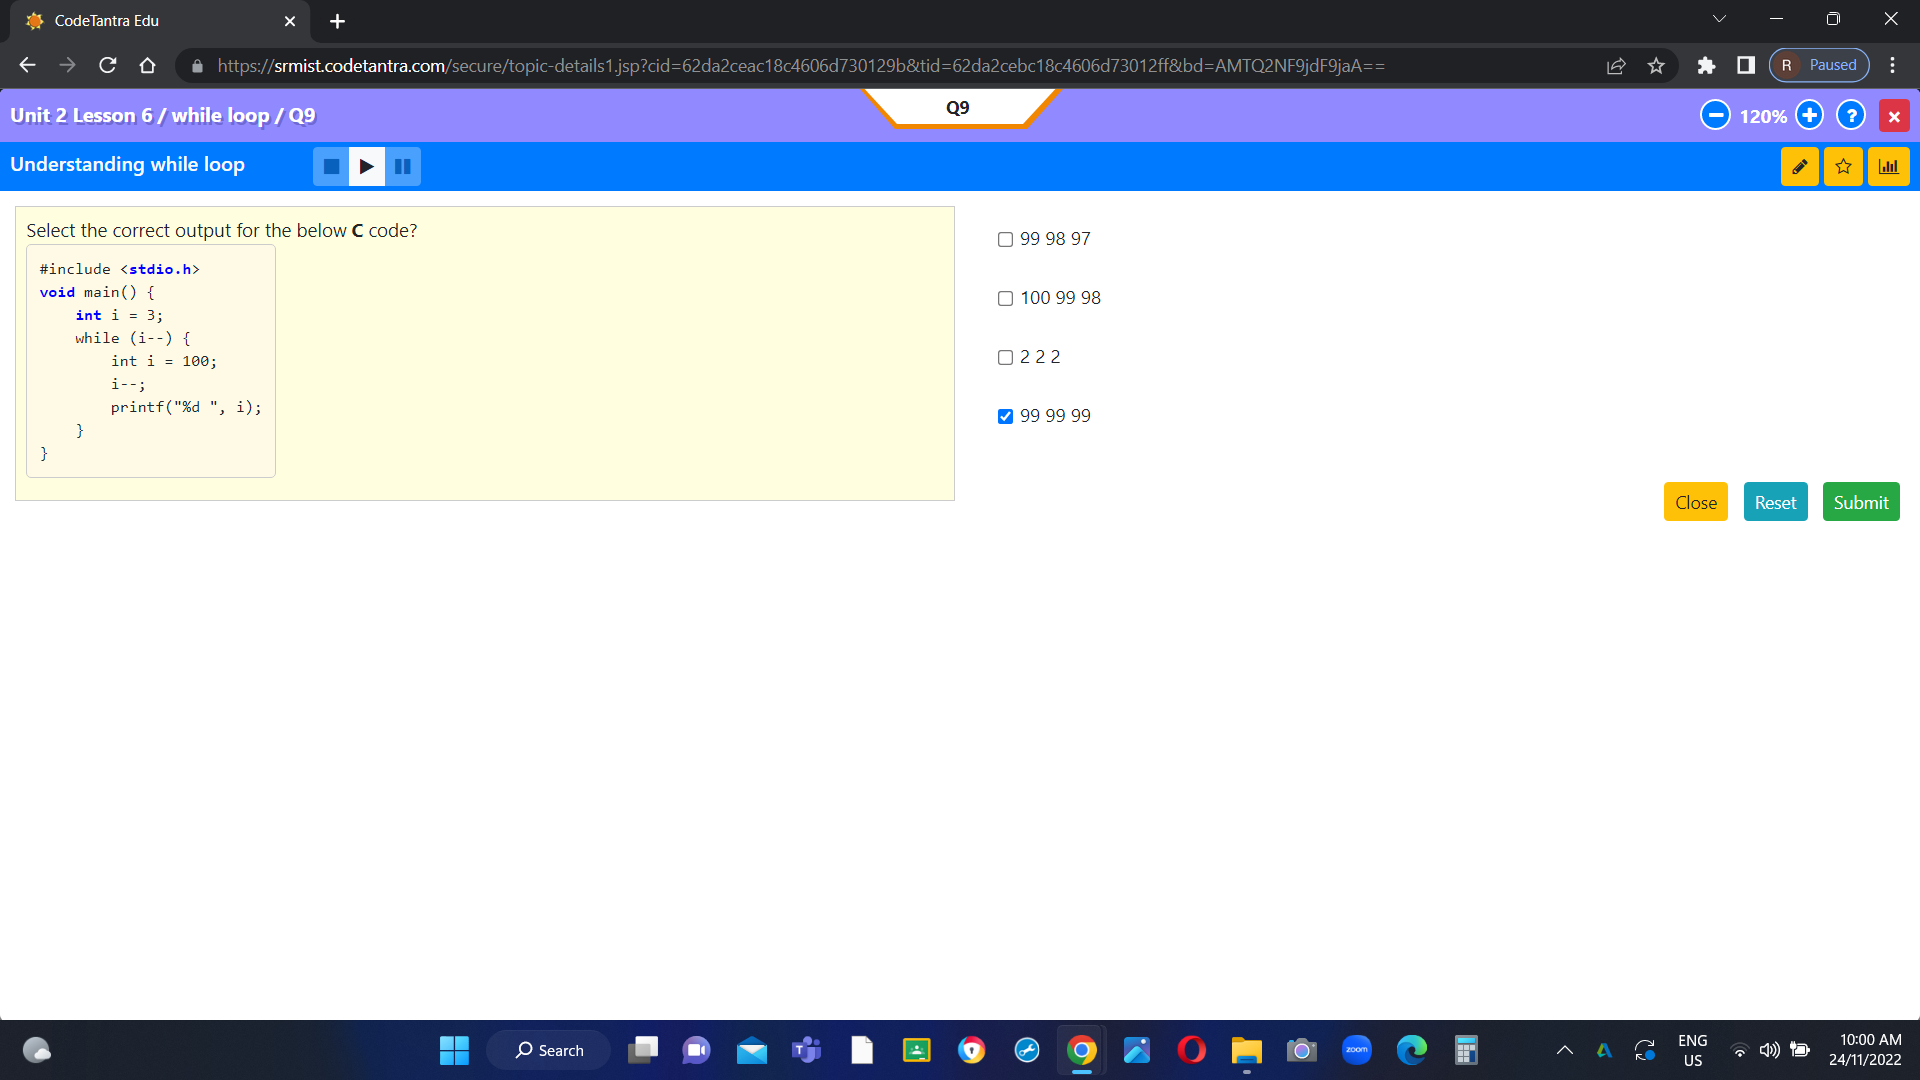 CodeTantra Edu
https://srmist.codetantra.com/secure/topic-details1.jsp?cid=62da2ceac18c4606d730129b&tid=62da2cebc18c4606d73012ff&bd=AMTQ2NF9jdF9jaA==
R Paused
Unit 2 Lesson 6 / while loop / Q9
Q9
120%
?
Understanding while loop
Select the correct output for the below C code?
#include <stdio.h>
void main() {
    int i = 3;
    while (i--) {
        int i = 100;
        i--;
        printf("%d ", i);
    }
}
99 98 97
100 99 98
2 2 2
99 99 99
Close
Reset
Submit
Search
zoom
ENG
US
10:00 AM
24/11/2022